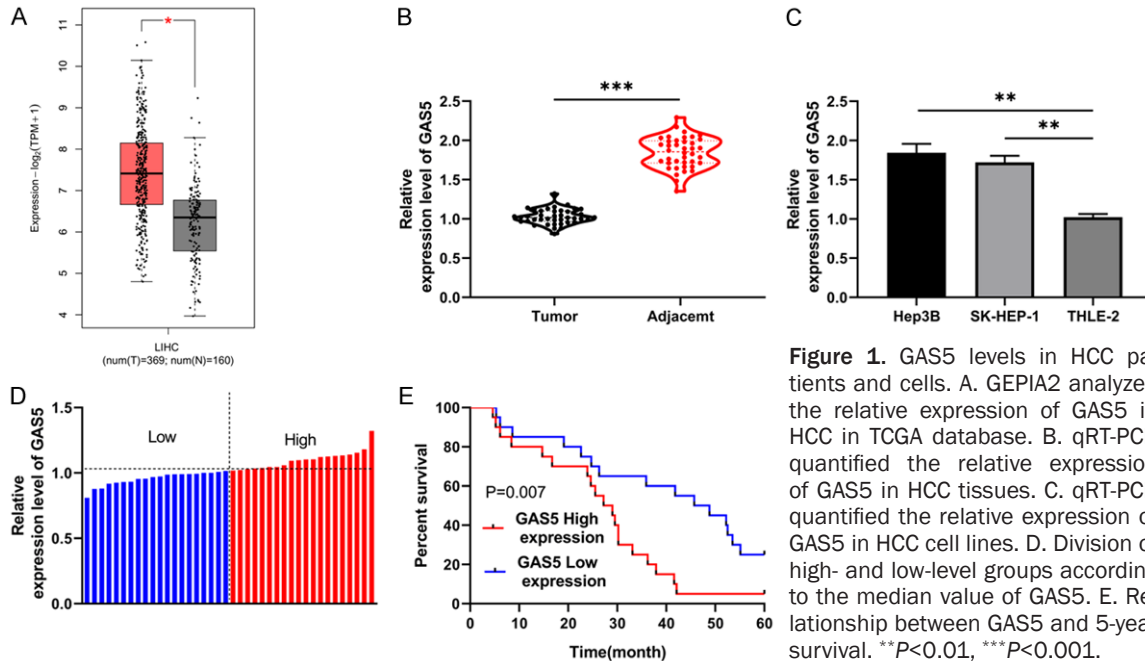 A
*
11
10
9
8
7
6
5
4
Expression − log₂(TPM + 1)
LIHC
(num(T)=369; num(N)=160)
B
***
2.5
2.0
1.5
1.0
0.5
0.0
Relative
expression level of GAS5
Tumor Adjacemt
C
**
**
2.5
2.0
1.5
1.0
0.5
0.0
Relative
expression level of GAS5
Hep3B SK-HEP-1 THLE-2
D
1.5
1.0
0.5
0.0
Relative
expression level of GAS5
Low High
E
100
80
60
40
20
0
Percent survival
P=0.007
GAS5 High
expression
GAS5 Low
expression
0 10 20 30 40 50 60
Time(month)
Figure 1. GAS5 levels in HCC pa
tients and cells. A. GEPIA2 analyze
the relative expression of GAS5 i
HCC in TCGA database. B. qRT-PC
quantified the relative expression
of GAS5 in HCC tissues. C. qRT-PC
quantified the relative expression o
GAS5 in HCC cell lines. D. Division o
high- and low-level groups according
to the median value of GAS5. E. Re
lationship between GAS5 and 5-yea
survival. **P<0.01, ***P<0.001.